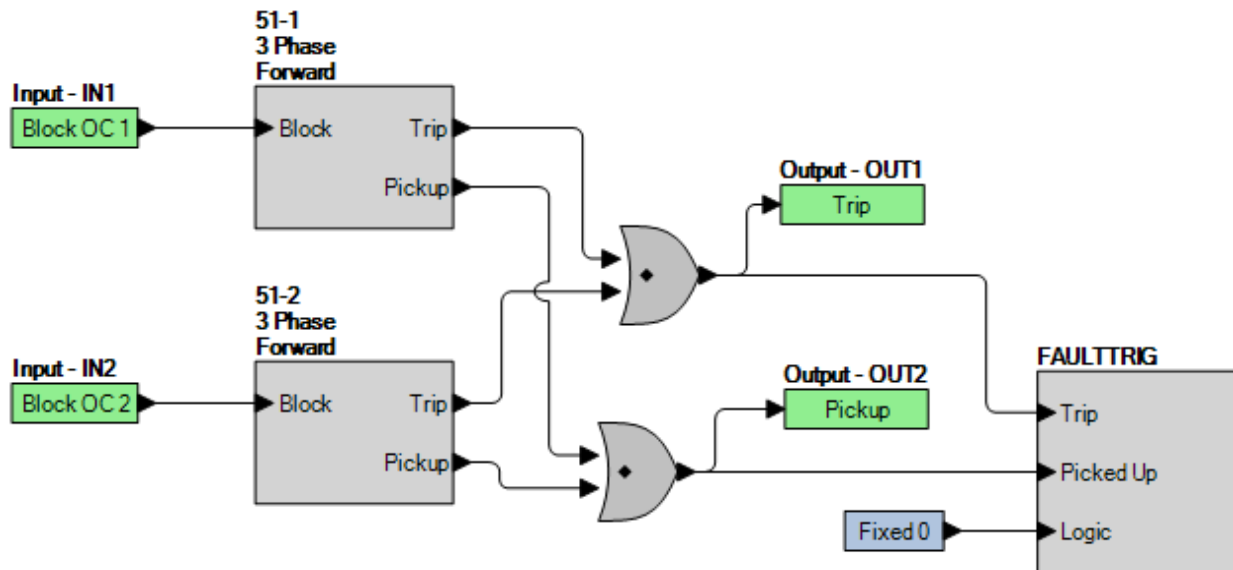 51-1
3 Phase
Forward
Input - IN1
Block OC 1
Block
Trip
Pickup
Output - OUT1
Trip
51-2
3 Phase
Forward
Input - IN2
Block OC 2
Block
Trip
Pickup
Output - OUT2
Pickup
FAULTTRIG
Trip
Picked Up
Fixed 0
Logic